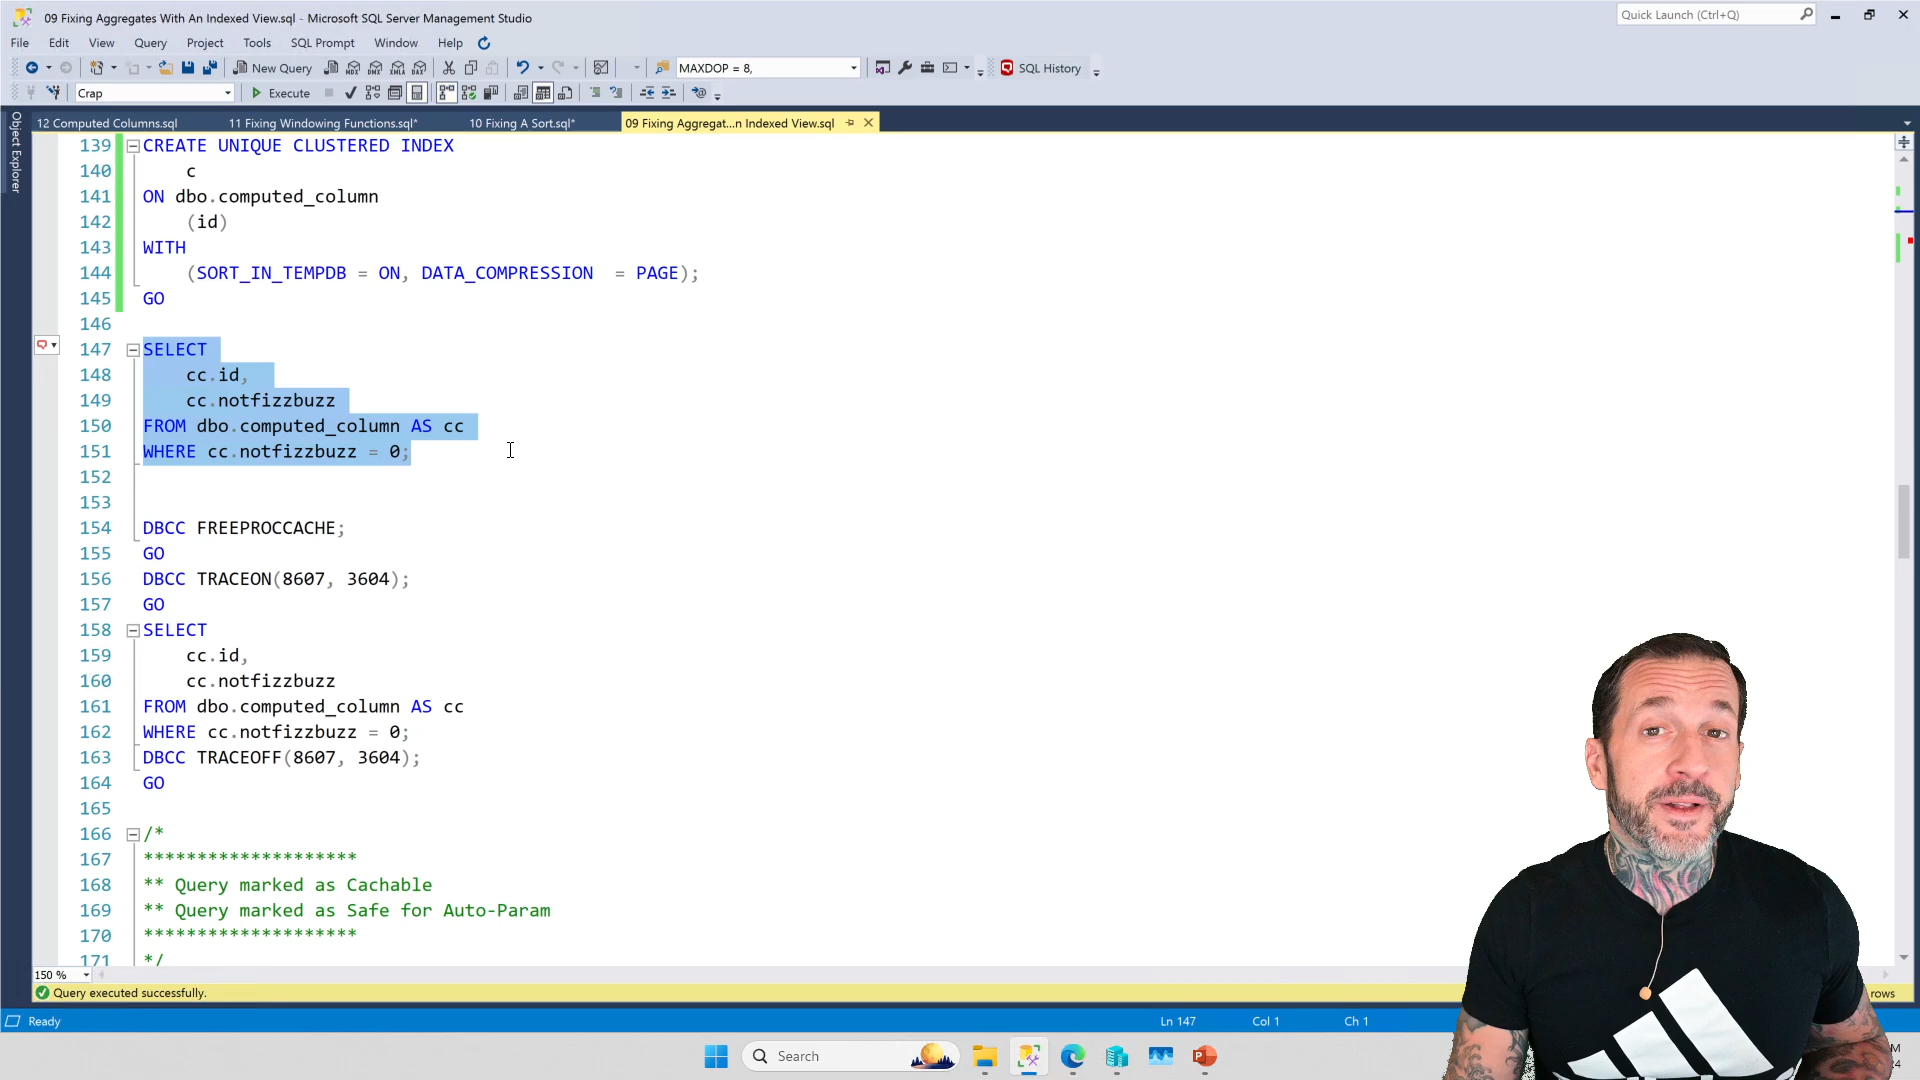 09 Fixing Aggregates With An Indexed View.sql - Microsoft SQL Server Management Studio
Quick Launch (Ctrl+Q)
File Edit View Query Project Tools SQL Prompt Window Help
New Query MAXDOP = 8, SQL History
Crap Execute
Object Explorer
12 Computed Columns.sql 11 Fixing Windowing Functions.sql* 10 Fixing A Sort.sql* 09 Fixing Aggregat...n Indexed View.sql
139 CREATE UNIQUE CLUSTERED INDEX
140 c
141 ON dbo.computed_column
142 (id)
143 WITH
144 (SORT_IN_TEMPDB = ON, DATA_COMPRESSION  = PAGE);
145 GO
146
147 SELECT
148 cc.id,
149 cc.notfizzbuzz
150 FROM dbo.computed_column AS cc
151 WHERE cc.notfizzbuzz = 0;
152
153
154 DBCC FREEPROCCACHE;
155 GO
156 DBCC TRACEON(8607, 3604);
157 GO
158 SELECT
159 cc.id,
160 cc.notfizzbuzz
161 FROM dbo.computed_column AS cc
162 WHERE cc.notfizzbuzz = 0;
163 DBCC TRACEOFF(8607, 3604);
164 GO
165
166 /*
167 ********************
168 ** Query marked as Cachable
169 ** Query marked as Safe for Auto-Param
170 ********************
171 */
150 %
Query executed successfully. rows
Ready Ln 147 Col 1 Ch 1
Search